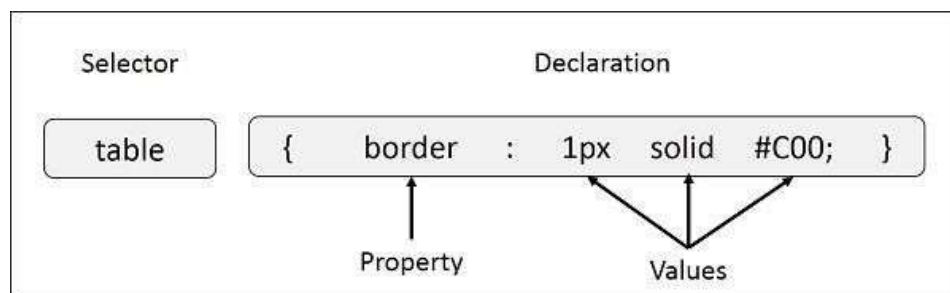 Selector Declaration
table { border : 1px solid #C00; }
Property Values